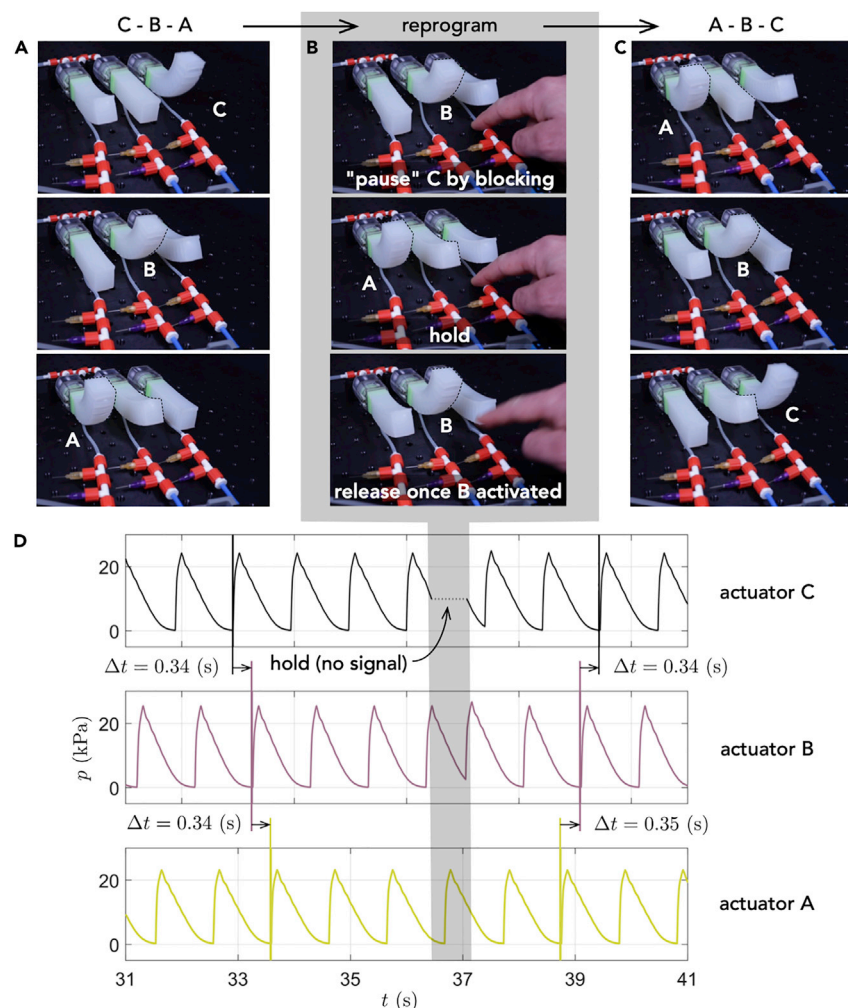 C - B - A
reprogram
A - B - C
A
C
B
A
B
B
"pause" C by blocking
A
hold
B
release once B activated
C
A
B
C
D
20
0
actuator C
Δt = 0.34 (s)
hold (no signal)
Δt = 0.34 (s)
20
0
p (kPa)
actuator B
Δt = 0.34 (s)
Δt = 0.35 (s)
20
0
actuator A
31
33
35
37
39
41
t (s)